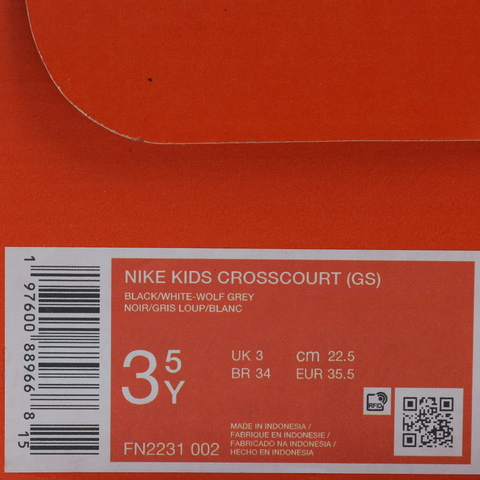 NIKE KIDS CROSSCOURT (GS)
BLACK/WHITE-WOLF GREY
NOIR/GRIS LOUP/BLANC
3 5Y
UK 3 cm 22.5
BR 34 EUR 35.5
RFID
FN2231 002
MADE IN INDONESIA /
FABRIQUE EN INDONESIE /
FABRICADO NA INDONÉSIA /
HECHO EN INDONESIA
1 97600 88966 8 15